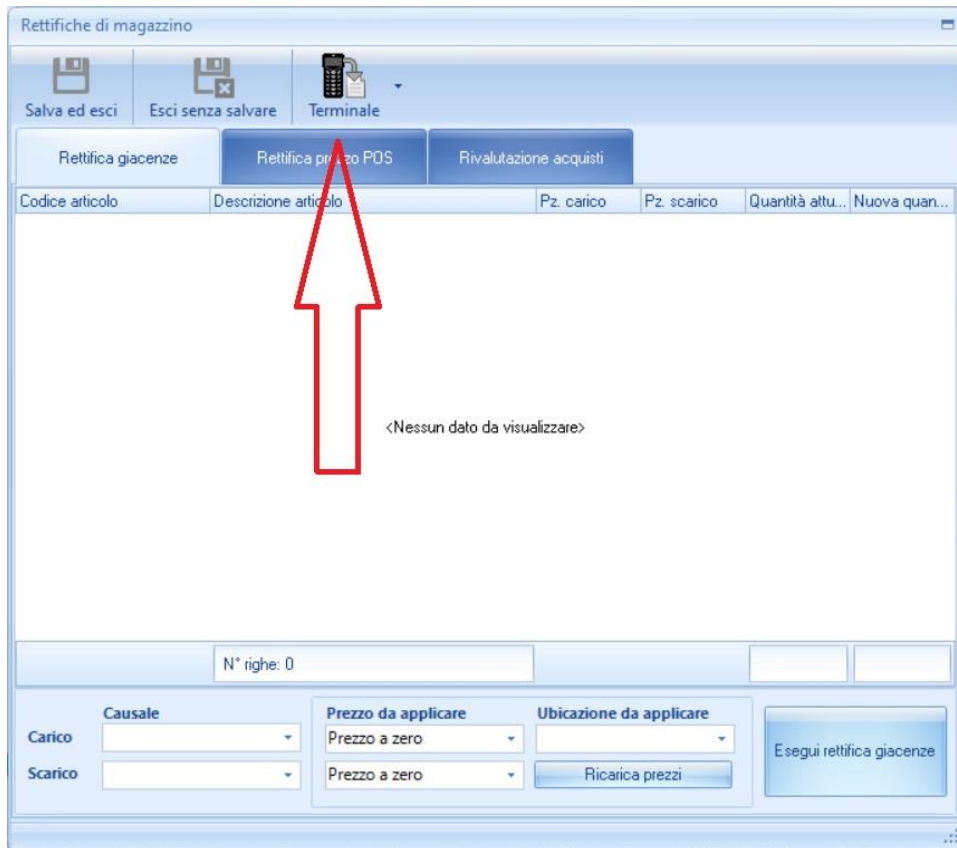 Rettifiche di magazzino
Salva ed esci Esci senza salvare Terminale
Rettifica giacenze Rettifica prezzo POS Rivalutazione acquisti
Codice articolo Descrizione articolo Pz. carico Pz. scarico Quantità attu... Nuova quan...
<Nessun dato da visualizzare>
N° righe: 0
Causale Prezzo da applicare Ubicazione da applicare
Carico Prezzo a zero
Esegui rettifica giacenze
Scarico Prezzo a zero Ricarica prezzi